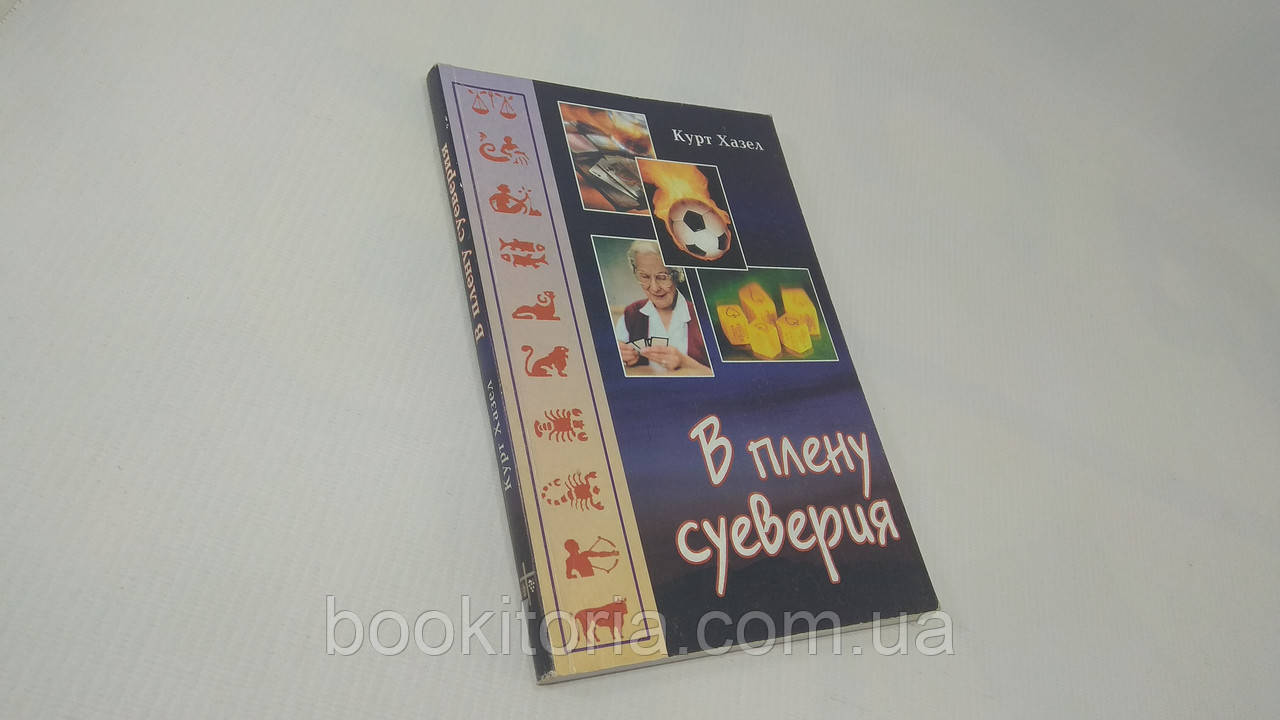 Курт Хазел
В плену
суеверия
В плену суеверия
Курт Хазел
bookitoria.com.ua